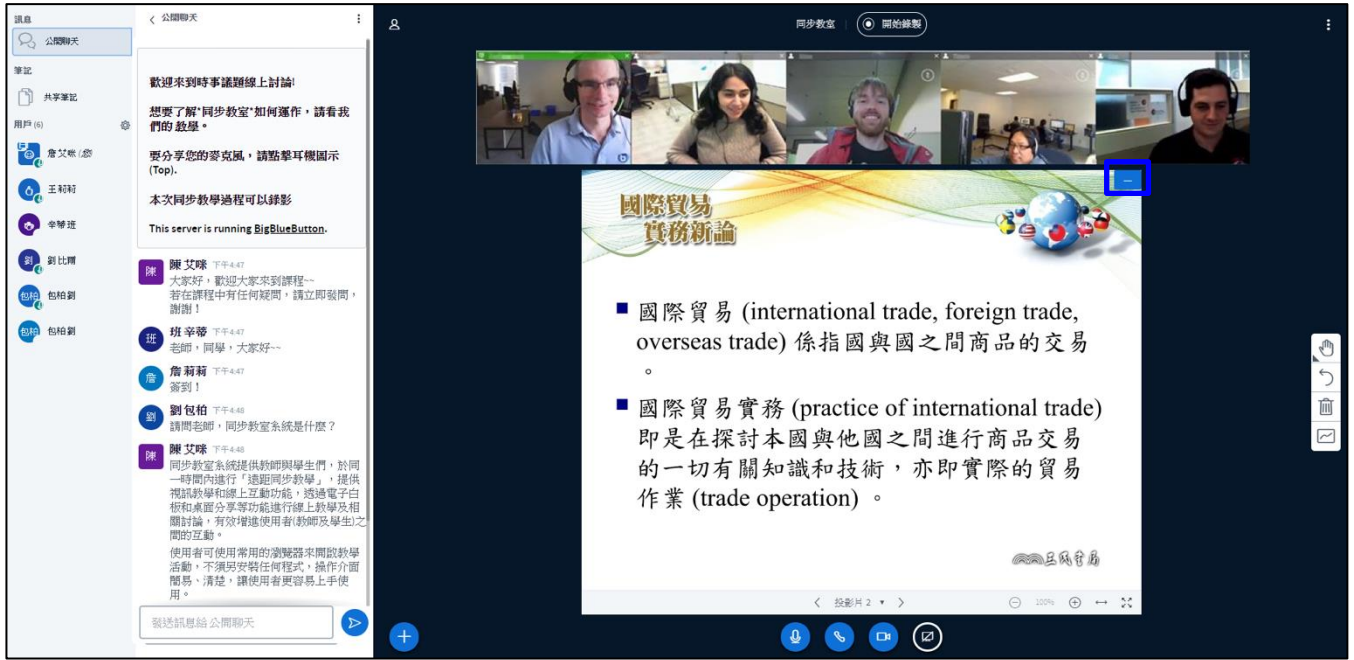 訊息
公開聊天
筆記
共享筆記
用戶 (6)
詹艾咪 (您)
王莉莉
辛蒂班
劉比爾
包柏劉
包柏劉
公開聊天
歡迎來到時事議題線上討論!
想要了解"同步教室"如何運作,請看我
們的 教學。
要分享您的麥克風,請點擊耳機圖示
(Top).
本次同步教學過程可以錄影
This server is running BigBlueButton.
陳
陳 艾咪 下午4:47
大家好,歡迎大家來到課程~~
若在課程中有任何疑問,請立即發問,
謝謝!
班
班 辛蒂 下午4:47
老師,同學,大家好~~
詹
詹 莉莉 下午4:47
簽到!
劉
劉 包柏 下午4:48
請問老師,同步教室系統是什麼?
陳
陳 艾咪 下午4:48
同步教室系統提供教師與學生們,於同
一時間內進行「遠距同步教學」,提供
視訊教學和線上互動功能,透過電子白
板和桌面分享等功能進行線上教學及相
關討論,有效增進使用者(教師及學生)之
間的互動。
使用者可使用常用的瀏覽器來開啟教學
活動,不須另安裝任何程式,操作介面
簡易、清楚,讓使用者更容易上手使
用。
發送訊息給 公開聊天
同步教室
開始錄製
國際貿易
實務新論
國際貿易 (international trade, foreign trade,
overseas trade) 係指國與國之間商品的交易
。
國際貿易實務 (practice of international trade)
即是在探討本國與他國之間進行商品交易
的一切有關知識和技術,亦即實際的貿易
作業 (trade operation) 。
三民書局
投影片 2
100%